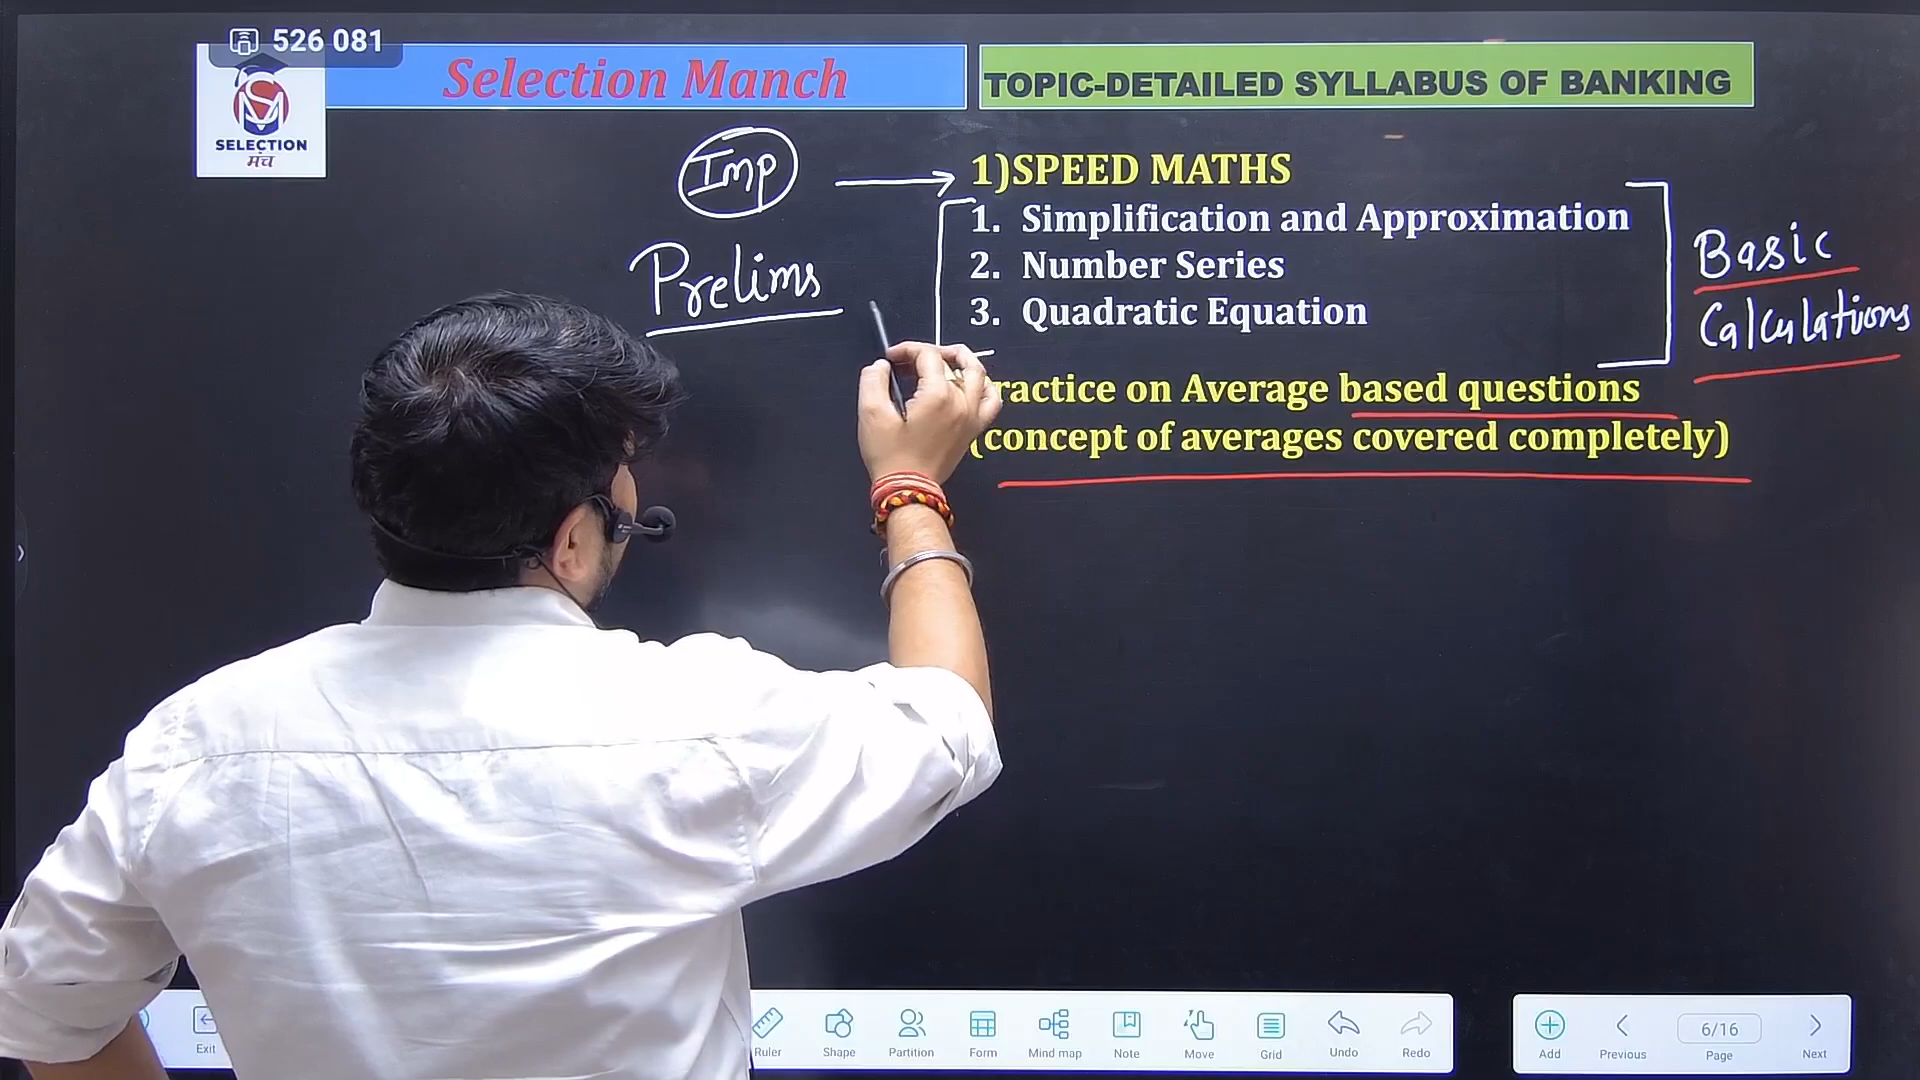 526 081
SELECTION
मंच
Selection Manch
TOPIC-DETAILED SYLLABUS OF BANKING
Imp
Prelims
1)SPEED MATHS
1. Simplification and Approximation
2. Number Series
3. Quadratic Equation
Basic
Calculations
ractice on Average based questions
(concept of averages covered completely)
Exit
Ruler
Shape
Partition
Form
Mind map
Note
Move
Grid
Undo
Redo
Add
Previous
6/16
Page
Next